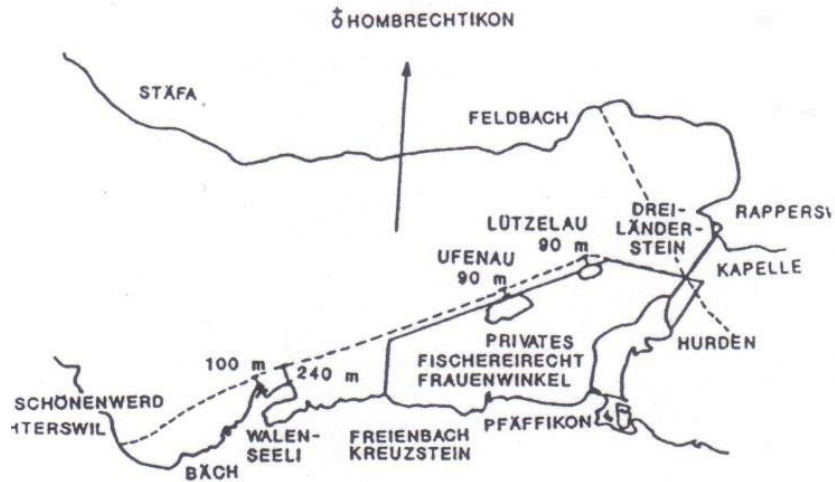 HOMBRECHTIKON
STÄFA
FELDBACH
LÜTZELAU
90 m
DREI-
LÄNDER-
STEIN
RAPPERS
UFENAU
90 m
KAPELLE
PRIVATES
FISCHEREIRECHT
FRAUENWINKEL
HURDEN
100 m
240 m
SCHÖNENWERD
HTERSWIL
WALEN-
SEELI
FREIENBACH
KREUZSTEIN
PFÄFFIKON
BÄCH